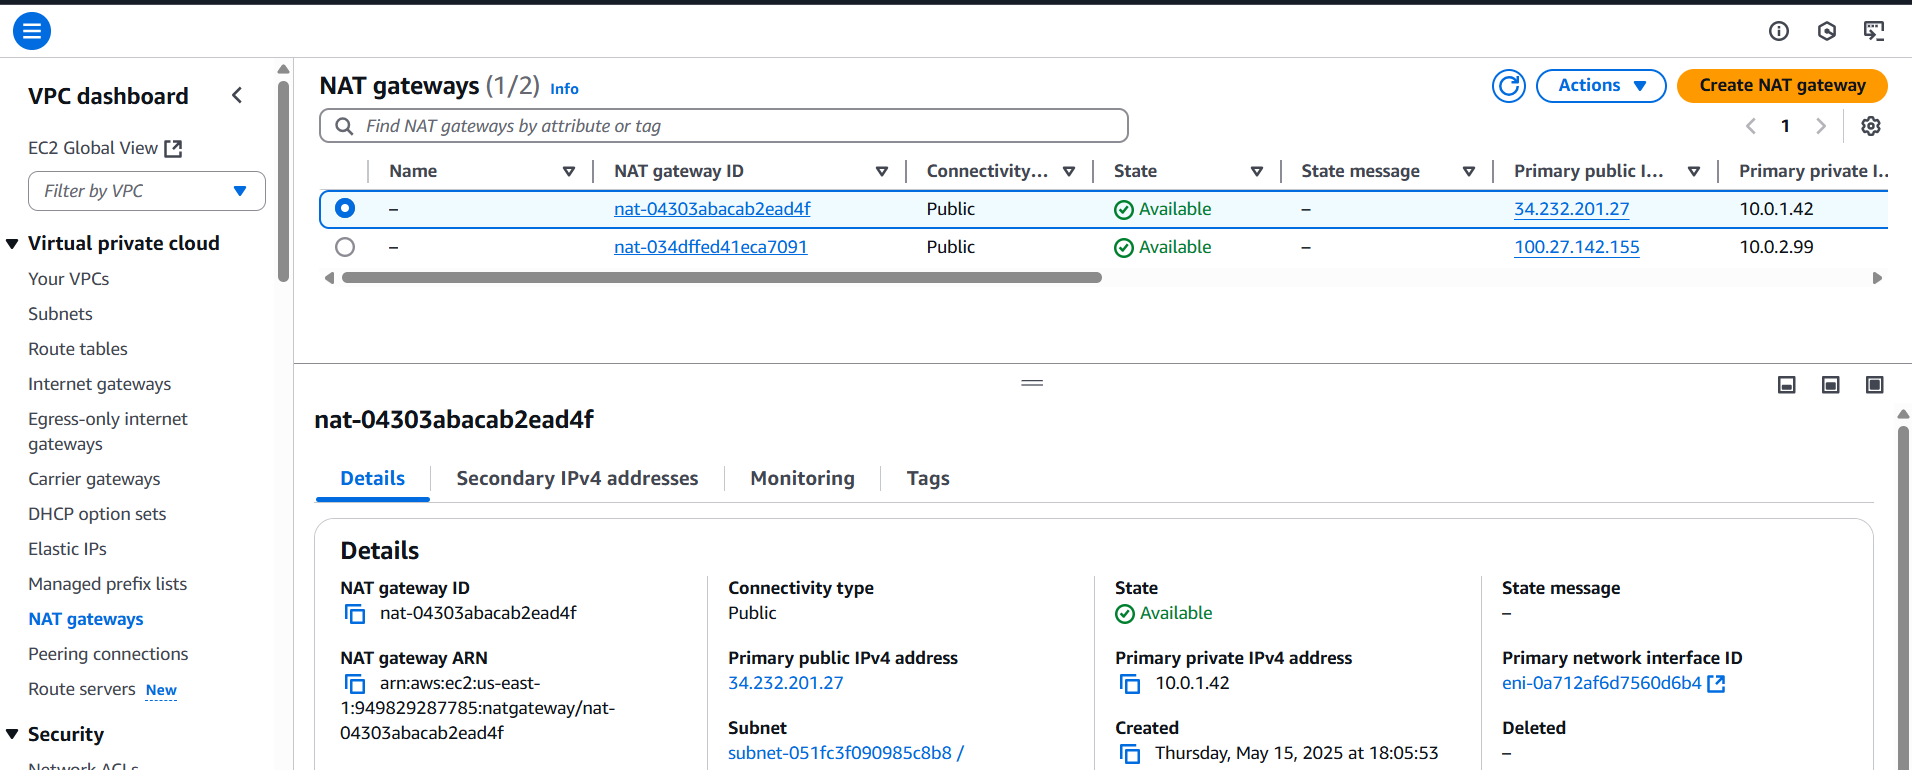 VPC dashboard
EC2 Global View
Filter by VPC
Virtual private cloud
Your VPCs
Subnets
Route tables
Internet gateways
Egress-only internet
gateways
Carrier gateways
DHCP option sets
Elastic IPs
Managed prefix lists
NAT gateways
Peering connections
Route servers New
Security
Network ACLs
NAT gateways (1/2) Info
Actions
Create NAT gateway
Find NAT gateways by attribute or tag
1
Name NAT gateway ID Connectivity... State State message Primary public I... Primary private I...
– nat-04303abacab2ead4f Public Available – 34.232.201.27 10.0.1.42
– nat-034dffed41eca7091 Public Available – 100.27.142.155 10.0.2.99
nat-04303abacab2ead4f
Details Secondary IPv4 addresses Monitoring Tags
Details
NAT gateway ID
nat-04303abacab2ead4f
NAT gateway ARN
arn:aws:ec2:us-east-
1:949829287785:natgateway/nat-
04303abacab2ead4f
Connectivity type
Public
Primary public IPv4 address
34.232.201.27
Subnet
subnet-051fc3f090985c8b8 /
State
Available
Primary private IPv4 address
10.0.1.42
Created
Thursday, May 15, 2025 at 18:05:53
State message
–
Primary network interface ID
eni-0a712af6d7560d6b4
Deleted
–